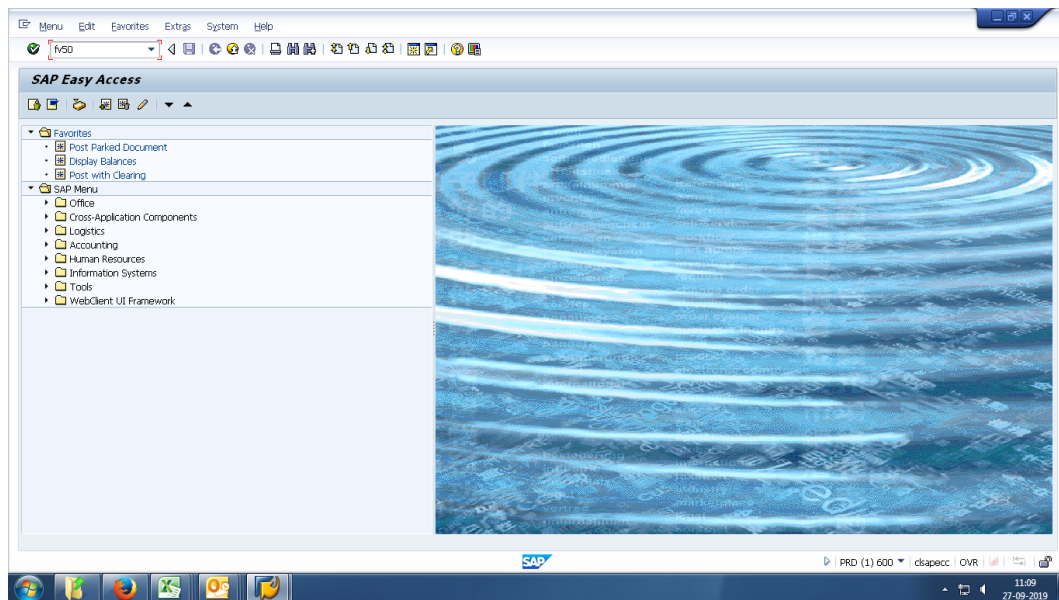 Menu Edit Favorites Extras System Help
fv50
SAP Easy Access
Favorites
Post Parked Document
Display Balances
Post with Clearing
SAP Menu
Office
Cross-Application Components
Logistics
Accounting
Human Resources
Information Systems
Tools
WebClient UI Framework
SAP
PRD (1) 600 clsapecc OVR
11:09
27-09-2019